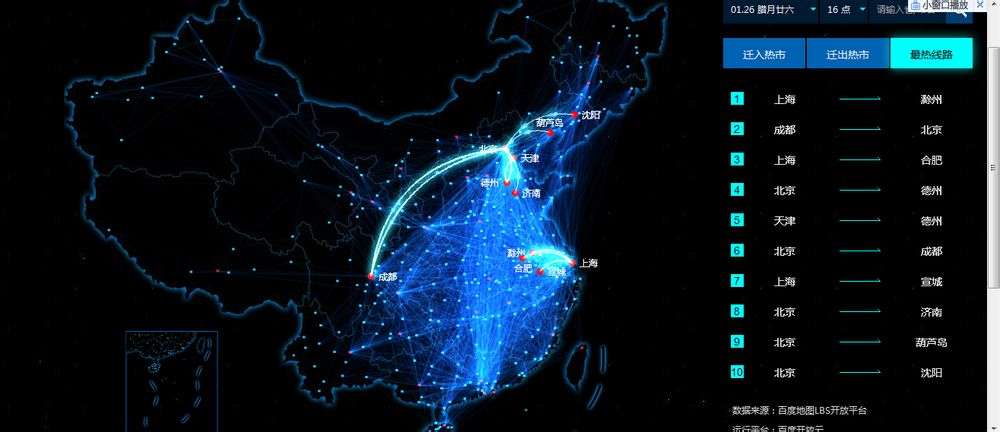 小窗口播放
01.26 腊月廿六
16 点
迁入热市
迁出热市
最热线路
1 上海 滁州
2 成都 北京
3 上海 合肥
4 北京 德州
5 天津 德州
6 北京 成都
7 上海 宣城
8 北京 济南
9 北京 葫芦岛
10 北京 沈阳
数据来源：百度地图LBS开放平台
运行平台：百度开放云
沈阳
葫芦岛
北京
天津
德州
济南
滁州
上海
合肥
宣城
成都